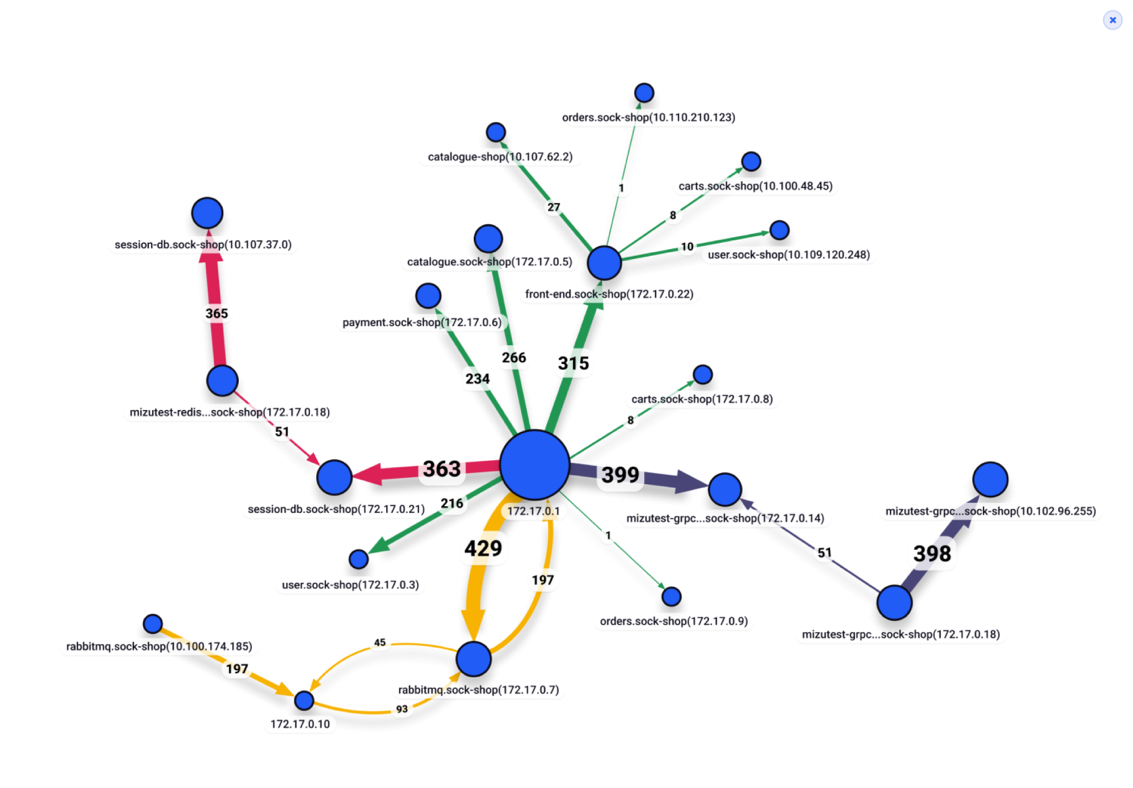 orders.sock-shop(10.110.210.123)
catalogue-shop(10.107.62.2)
carts.sock-shop(10.100.48.45)
1
27
8
session-db.sock-shop(10.107.37.0)
10
user.sock-shop(10.109.120.248)
catalogue.sock-shop(172.17.0.5)
front-end.sock-shop(172.17.0.22)
365
payment.sock-shop(172.17.0.6)
266
315
234
carts.sock-shop(172.17.0.8)
mizutest-redis...sock-shop(172.17.0.18)
8
51
363
399
216
session-db.sock-shop(172.17.0.21)
172.17.0.1
mizutest-grpc...sock-shop(172.17.0.14)
mizutest-grpc...sock-shop(10.102.96.255)
1
429
51
398
197
user.sock-shop(172.17.0.3)
orders.sock-shop(172.17.0.9)
mizutest-grpc...sock-shop(172.17.0.18)
rabbitmq.sock-shop(10.100.174.185)
45
197
rabbitmq.sock-shop(172.17.0.7)
93
172.17.0.10